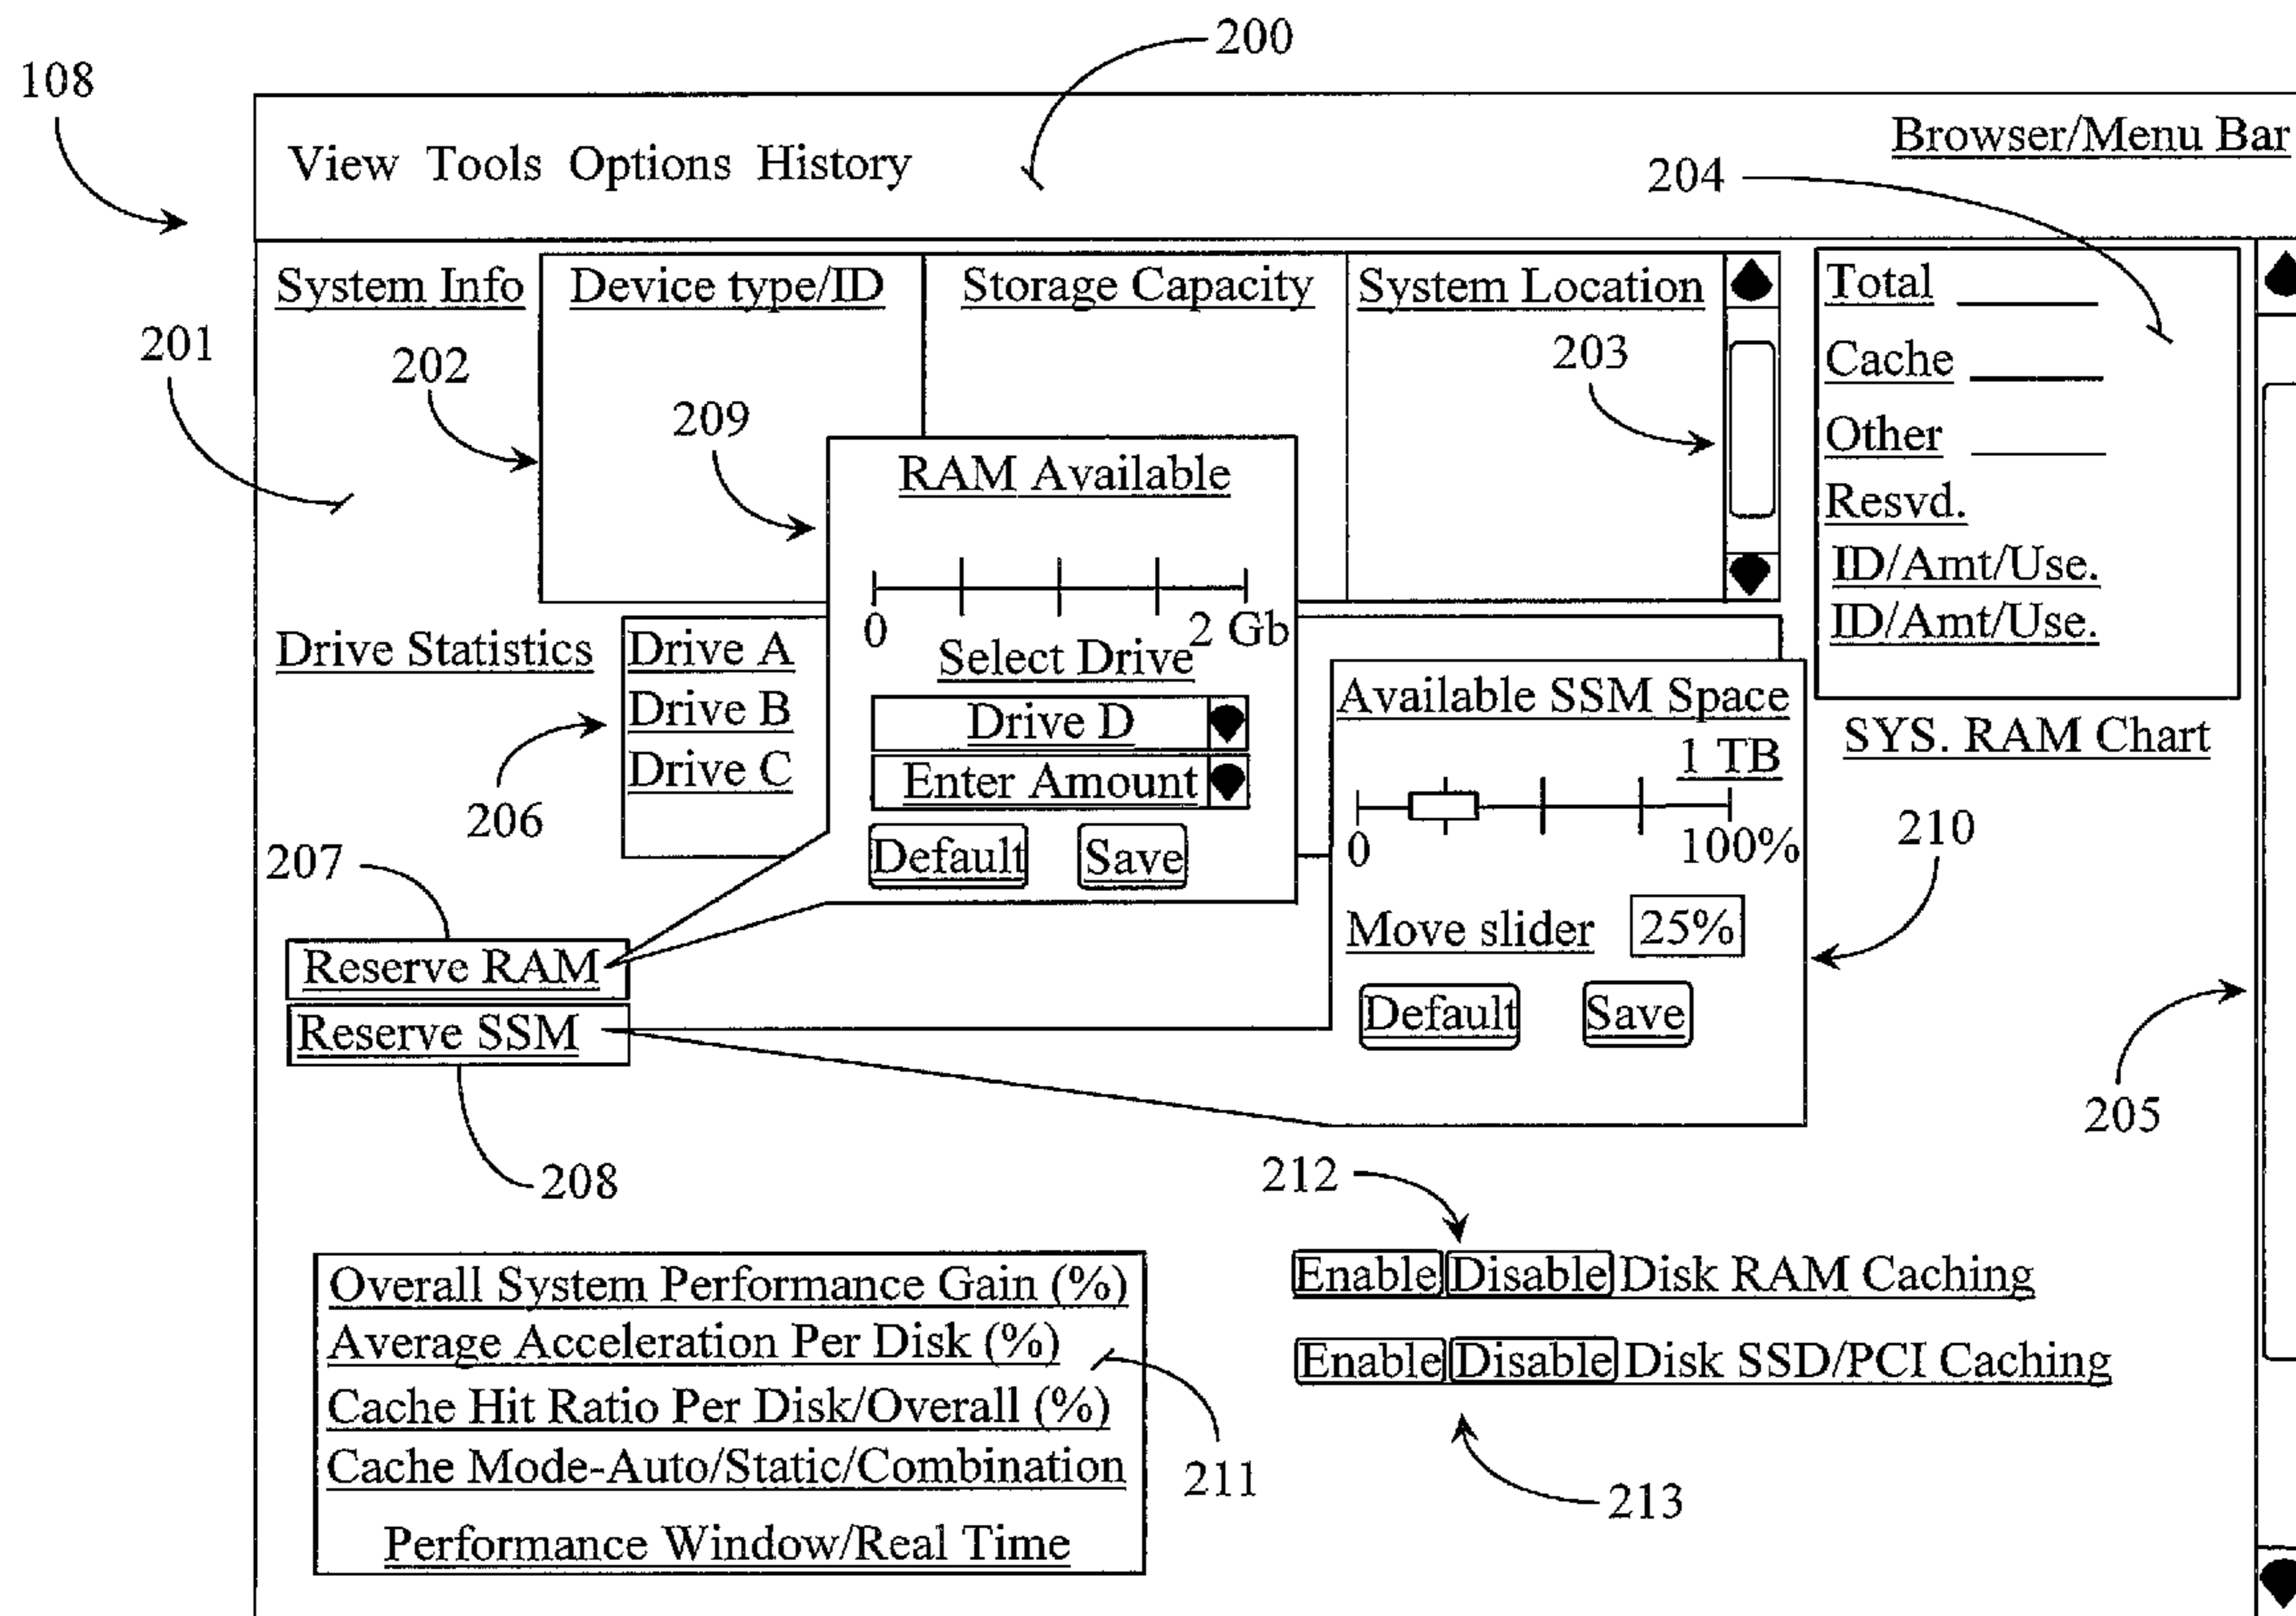 200
108
Browser/Menu Bar
View Tools Options History
204
System Info
Device type/ID
Storage Capacity
System Location
Total
201
202
203
Cache
209
Other
RAM Available
Resvd.
ID/Amt/Use.
0
2 Gb
ID/Amt/Use.
Drive Statistics
Drive A
Select Drive
Drive B
Available SSM Space
Drive D
SYS. RAM Chart
Drive C
1 TB
Enter Amount
206
0
100%
210
207
Default
Save
Move slider
25%
Reserve RAM
Default
Save
Reserve SSM
205
208
212
Enable Disable Disk RAM Caching
Overall System Performance Gain (%)
Average Acceleration Per Disk (%)
Enable Disable Disk SSD/PCI Caching
Cache Hit Ratio Per Disk/Overall (%)
Cache Mode-Auto/Static/Combination
211
213
Performance Window/Real Time